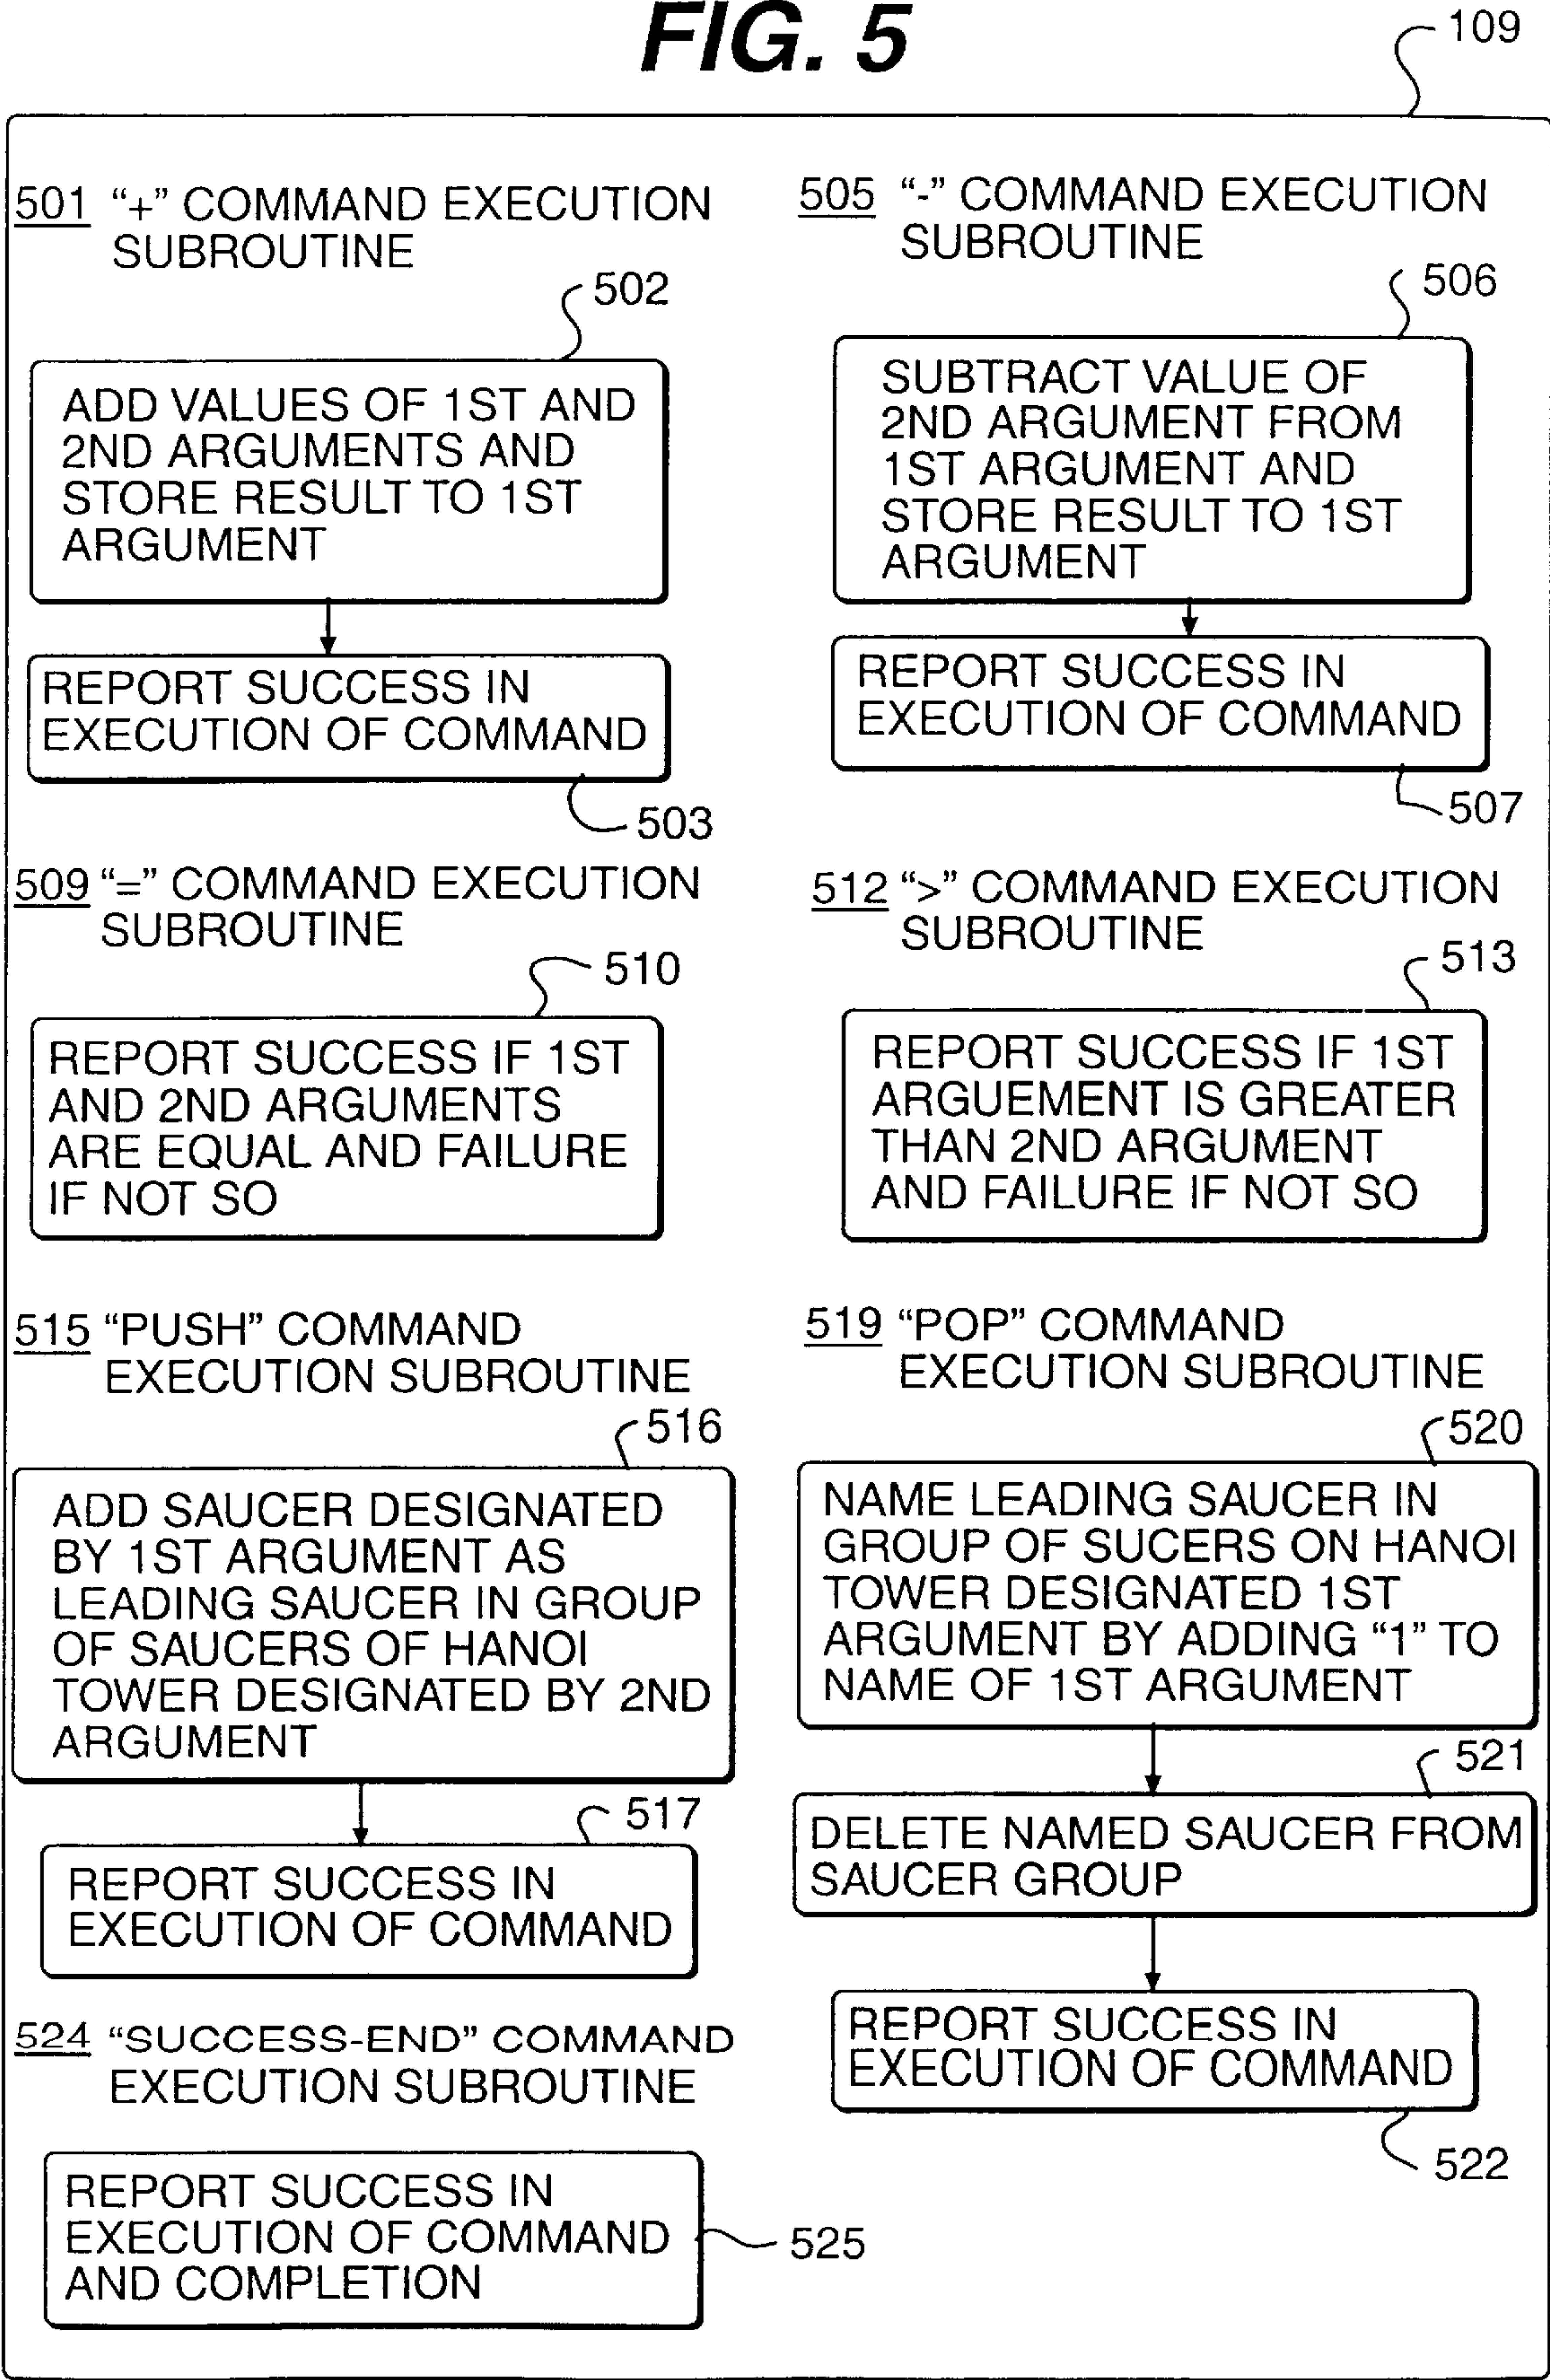 FIG. 5
109
501 “+” COMMAND EXECUTION
SUBROUTINE
502
ADD VALUES OF 1ST AND
2ND ARGUMENTS AND
STORE RESULT TO 1ST
ARGUMENT
REPORT SUCCESS IN
EXECUTION OF COMMAND
503
505 “-” COMMAND EXECUTION
SUBROUTINE
506
SUBTRACT VALUE OF
2ND ARGUMENT FROM
1ST ARGUMENT AND
STORE RESULT TO 1ST
ARGUMENT
REPORT SUCCESS IN
EXECUTION OF COMMAND
507
509 “=” COMMAND EXECUTION
SUBROUTINE
510
REPORT SUCCESS IF 1ST
AND 2ND ARGUMENTS
ARE EQUAL AND FAILURE
IF NOT SO
512 “>” COMMAND EXECUTION
SUBROUTINE
513
REPORT SUCCESS IF 1ST
ARGUEMENT IS GREATER
THAN 2ND ARGUMENT
AND FAILURE IF NOT SO
515 “PUSH” COMMAND
EXECUTION SUBROUTINE
516
ADD SAUCER DESIGNATED
BY 1ST ARGUMENT AS
LEADING SAUCER IN GROUP
OF SAUCERS OF HANOI
TOWER DESIGNATED BY 2ND
ARGUMENT
517
REPORT SUCCESS IN
EXECUTION OF COMMAND
519 “POP” COMMAND
EXECUTION SUBROUTINE
520
NAME LEADING SAUCER IN
GROUP OF SUCERS ON HANOI
TOWER DESIGNATED 1ST
ARGUMENT BY ADDING “1” TO
NAME OF 1ST ARGUMENT
521
DELETE NAMED SAUCER FROM
SAUCER GROUP
REPORT SUCCESS IN
EXECUTION OF COMMAND
522
524 “SUCCESS-END” COMMAND
EXECUTION SUBROUTINE
REPORT SUCCESS IN
EXECUTION OF COMMAND
AND COMPLETION
525